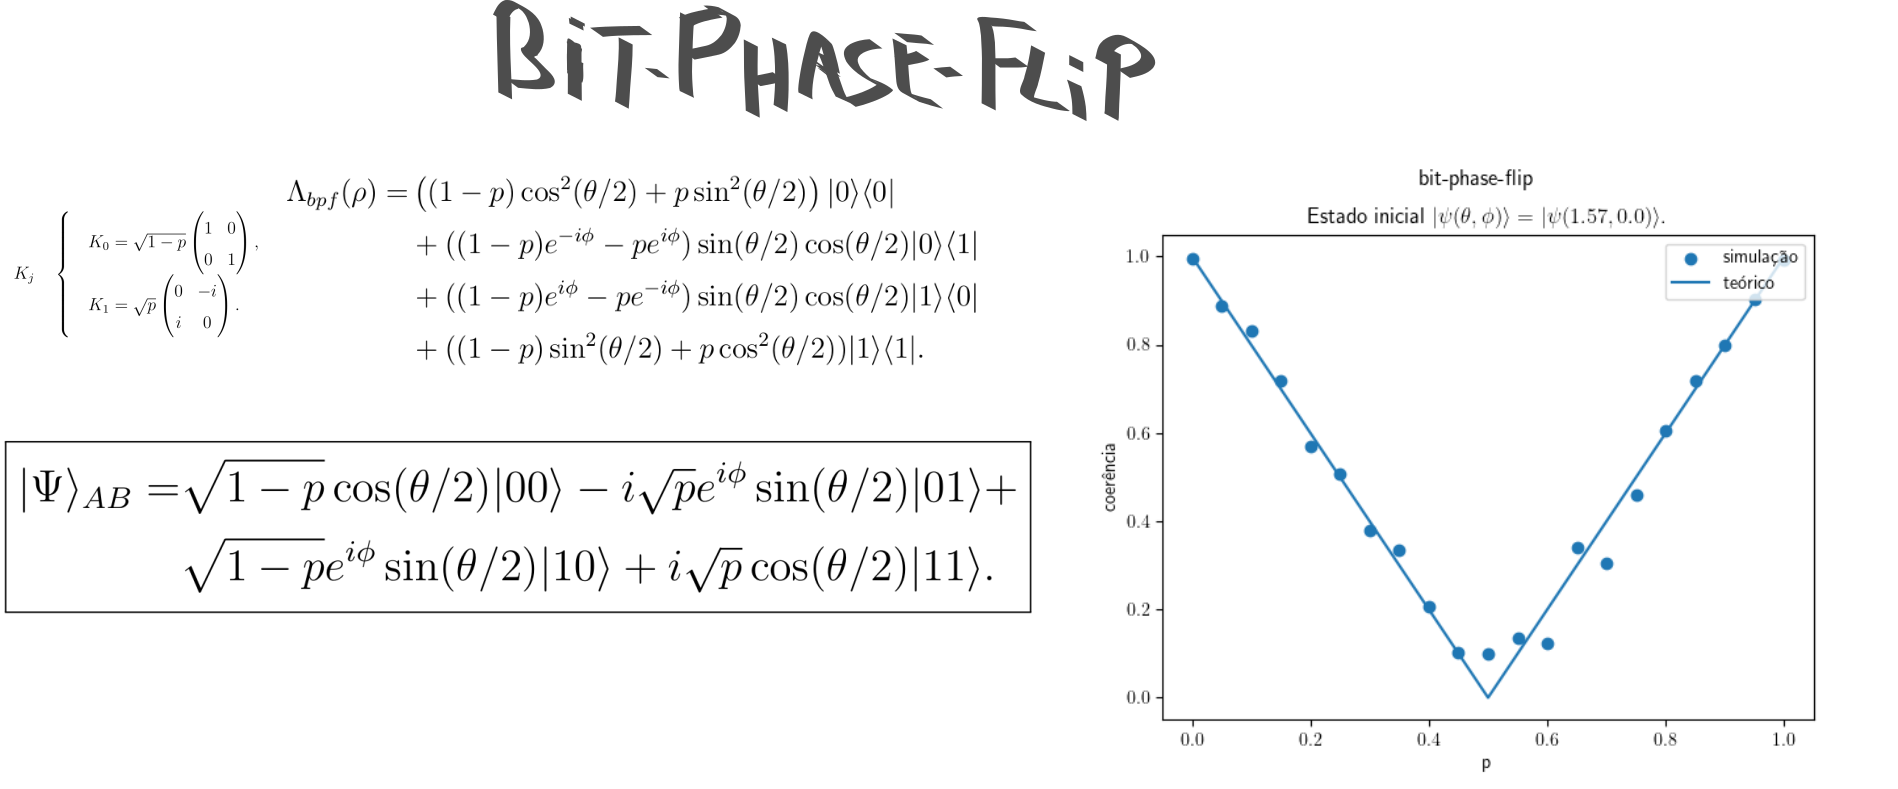 BiT-PHASE-FLiP
$K_j \begin{cases} K_0 = \sqrt{1-p} \begin{pmatrix} 1 & 0 \\ 0 & 1 \end{pmatrix}, \\ K_1 = \sqrt{p} \begin{pmatrix} 0 & -i \\ i & 0 \end{pmatrix}. \end{cases}$
$\Lambda_{bpf}(\rho) = \left((1-p)\cos^2(\theta/2) + p\sin^2(\theta/2)\right)|0\rangle\langle 0|$
$+ ((1-p)e^{-i\phi} - pe^{i\phi})\sin(\theta/2)\cos(\theta/2)|0\rangle\langle 1|$
$+ ((1-p)e^{i\phi} - pe^{-i\phi})\sin(\theta/2)\cos(\theta/2)|1\rangle\langle 0|$
$+ ((1-p)\sin^2(\theta/2) + p\cos^2(\theta/2))|1\rangle\langle 1|.$
$|\Psi\rangle_{AB} = \sqrt{1-p}\cos(\theta/2)|00\rangle - i\sqrt{p}e^{i\phi}\sin(\theta/2)|01\rangle +$
$\sqrt{1-p}e^{i\phi}\sin(\theta/2)|10\rangle + i\sqrt{p}\cos(\theta/2)|11\rangle.$
bit-phase-flip
Estado inicial $|\psi(\theta, \phi)\rangle = |\psi(1.57, 0.0)\rangle$.
simulação
teórico
coerência
1.0
0.8
0.6
0.4
0.2
0.0
0.0 0.2 0.4 0.6 0.8 1.0
p